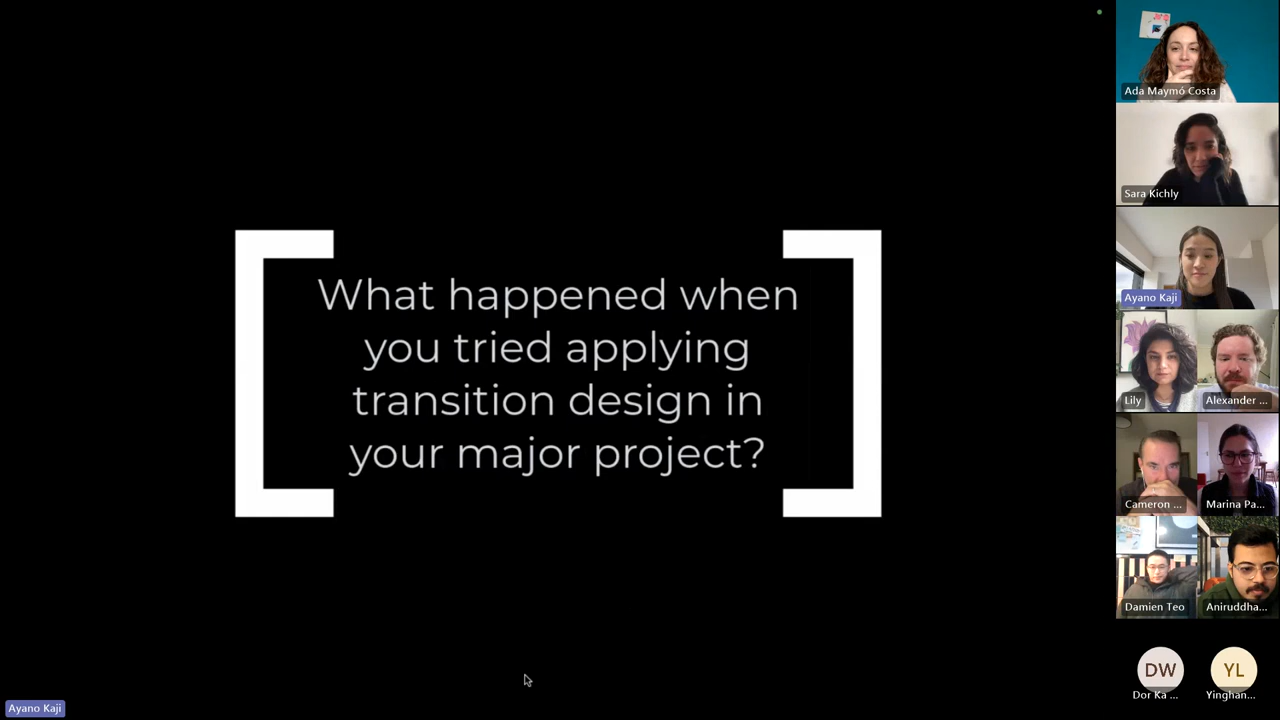 What happened when
you tried applying
transition design in
your major project?
Ada Maymó Costa
Sara Kichly
Ayano Kaji
Lily
Alexander ...
Cameron ...
Marina Pa...
Damien Teo
Aniruddha...
DW
YL
Dor Ka ...
Yinghan...
Ayano Kaji